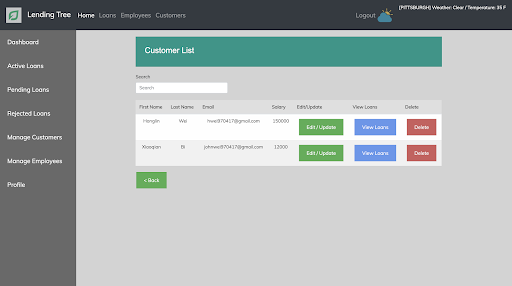 Lending Tree Home Loans Employees Customers Logout [PITTSBURGH] Weather: Clear / Temperature: 35 F
Dashboard
Active Loans
Pending Loans
Rejected Loans
Manage Customers
Manage Employees
Profile
Customer List
Search
Search
First Name Last Name Email Salary Edit/Update View Loans Delete
Honglin Wei hwei970417@gmail.com 150000 Edit / Update View Loans Delete
Xiaoqian Bi johnwei970417@gmail.com 12000 Edit / Update View Loans Delete
< Back